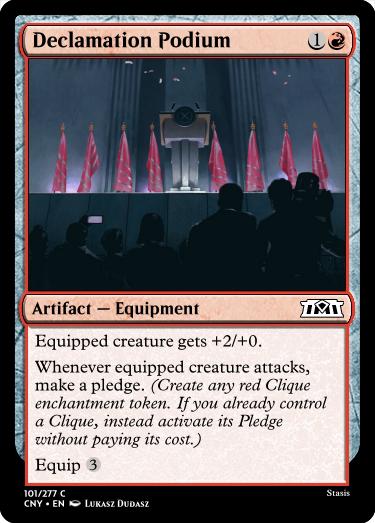 Declamation Podium 1
Artifact — Equipment
Equipped creature gets +2/+0.
Whenever equipped creature attacks,
make a pledge. (Create any red Clique
enchantment token. If you already control
a Clique, instead activate its Pledge
without paying its cost.)
Equip 3
101/277 C
Stasis
CNY • EN Lukasz Dudasz